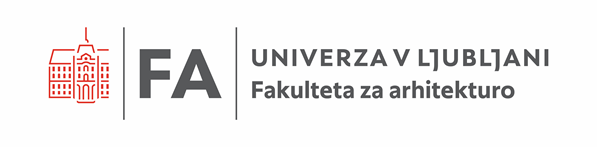 FA
UNIVERZA V LJUBLJANI
Fakulteta za arhitekturo